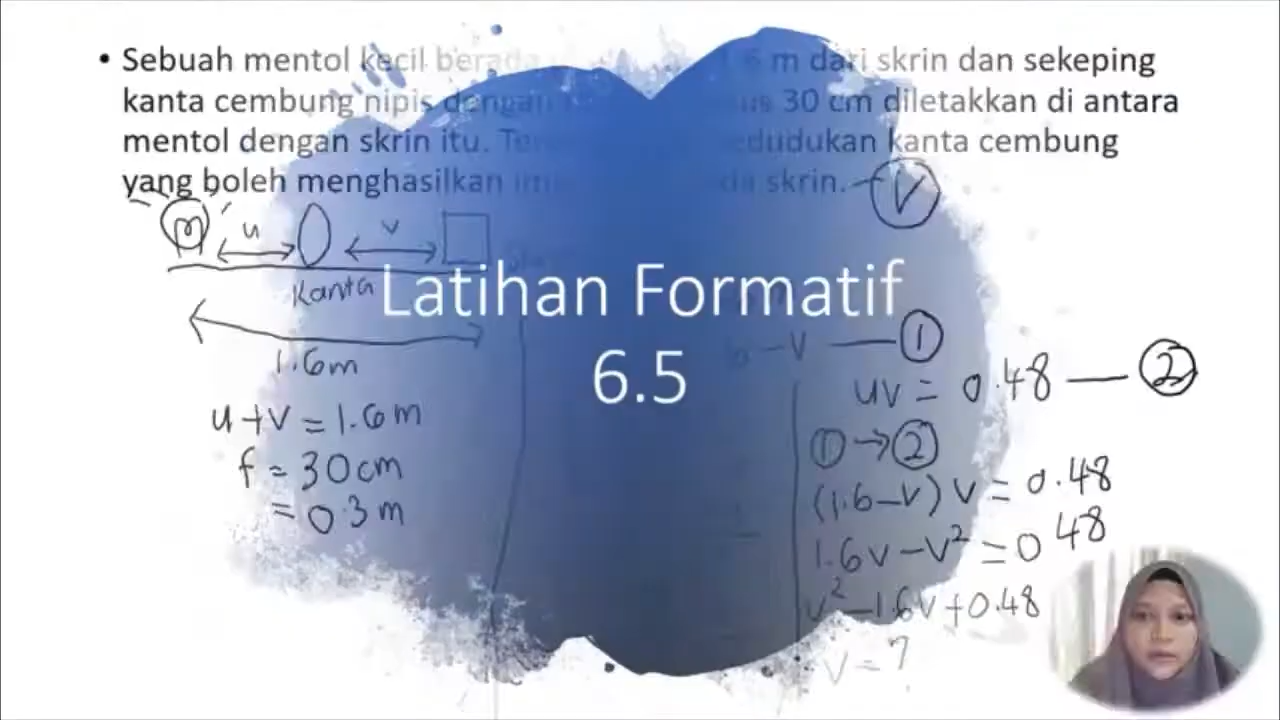 • Sebuah mentol kecil berada 1.6 m dari skrin dan sekeping
kanta cembung nipis dengan 30 cm diletakkan di antara
mentol dengan skrin itu. kedudukan kanta cembung
yang boleh menghasilkan pada skrin. — V
m u v
Kanta
1.6m
u+v = 1.6m
f = 30cm
= 0.3m
Latihan Formatif
6.5
- v — ①
uv = 0.48 — ②
① → ②
(1.6-v) v = 0.48
1.6v - v² = 0.48
v² - 1.6v + 0.48
v = ?